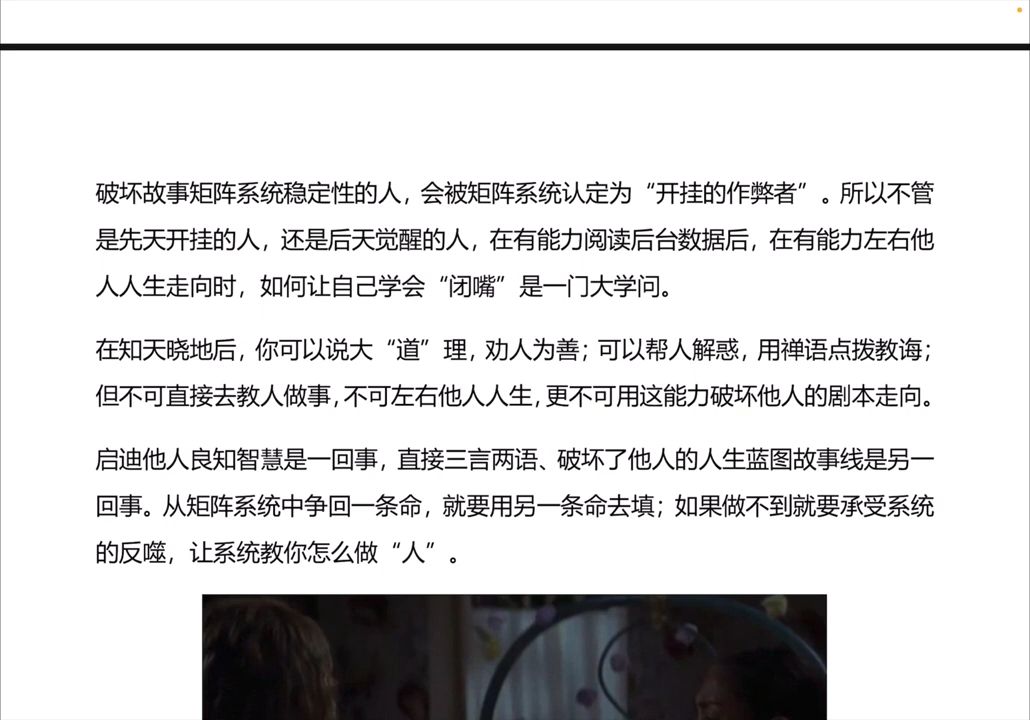 破坏故事矩阵系统稳定性的人，会被矩阵系统认定为“开挂的作弊者”。所以不管
是先天开挂的人，还是后天觉醒的人，在有能力阅读后台数据后，在有能力左右他
人人生走向时，如何让自己学会“闭嘴”是一门大学问。
在知天晓地后，你可以说大“道”理，劝人为善；可以帮人解惑，用禅语点拨教诲；
但不可直接去教人做事，不可左右他人人生，更不可用这能力破坏他人的剧本走向。
启迪他人良知智慧是一回事，直接三言两语、破坏了他人的人生蓝图故事线是另一
回事。从矩阵系统中争回一条命，就要用另一条命去填；如果做不到就要承受系统
的反噬，让系统教你怎么做“人”。